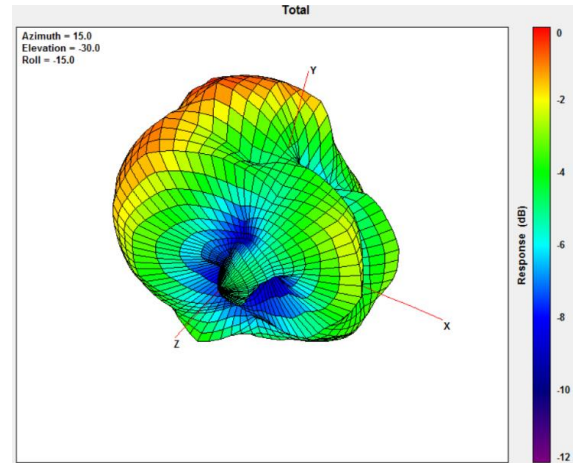 Total
Azimuth = 15.0
Elevation = -30.0
Roll = -15.0
Y
X
Z
0
-2
-4
-6
-8
-10
-12
Response (dB)